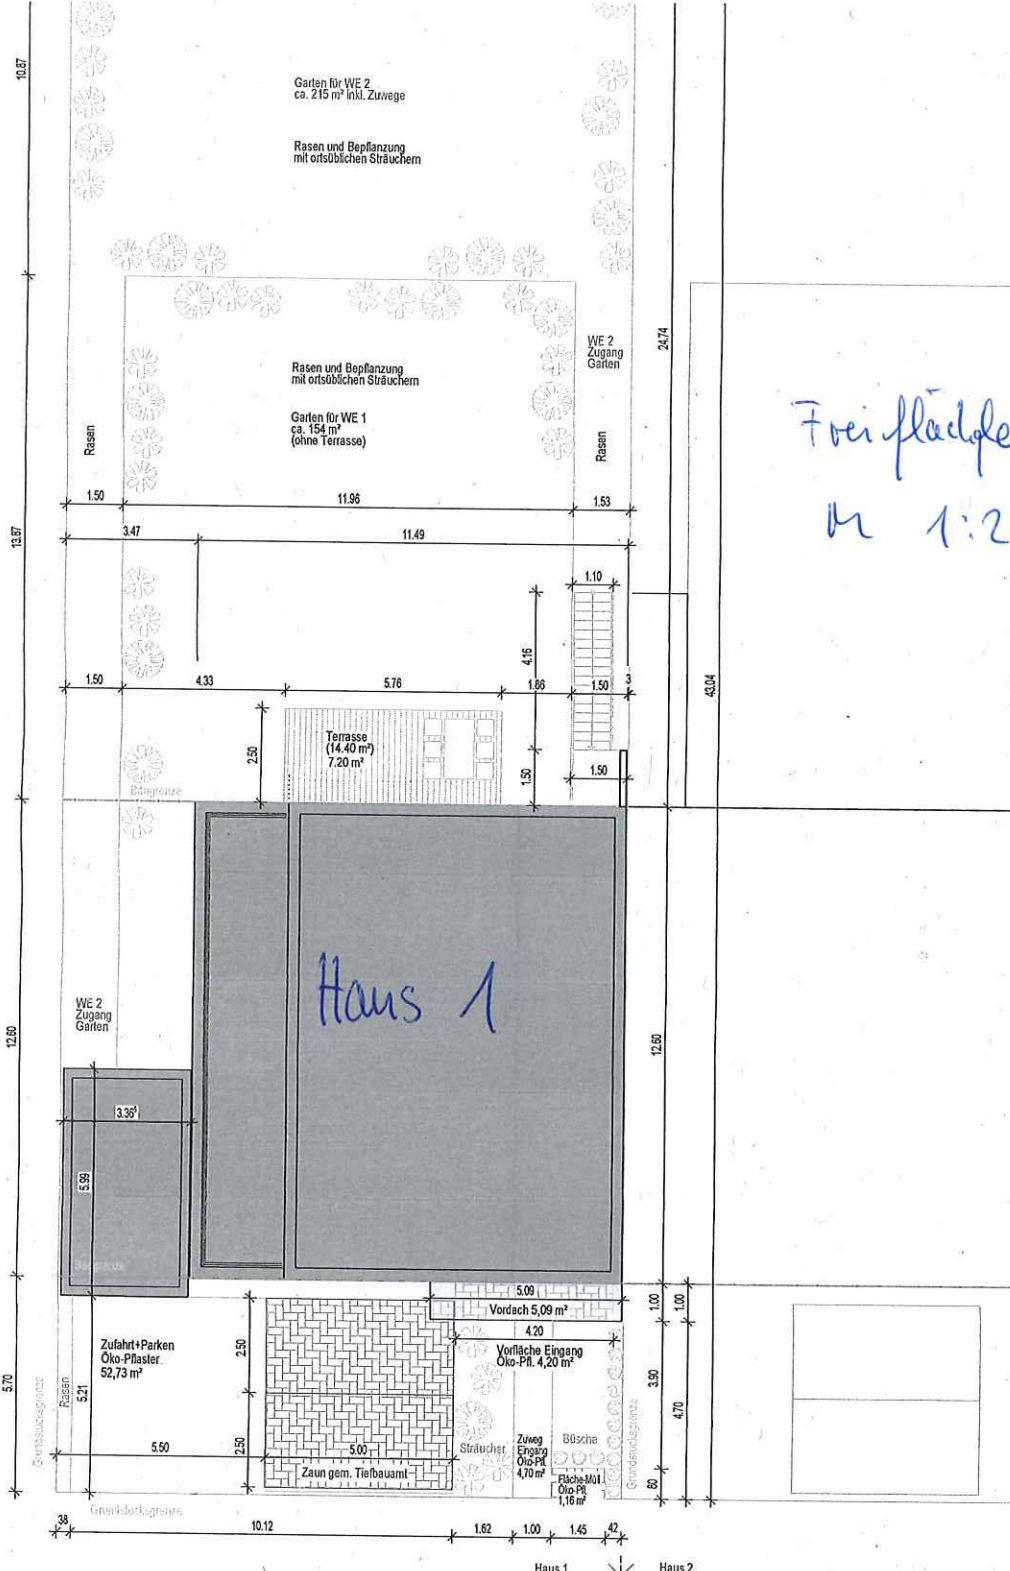 10.87
Garten für WE 2
ca. 215 m² inkl. Zuwege
Rasen und Bepflanzung
mit ortsüblichen Sträuchern
24.74
WE 2
Zugang
Garten
Rasen und Bepflanzung
mit ortsüblichen Sträuchern
Garten für WE 1
ca. 154 m²
(ohne Terrasse)
Rasen
Rasen
Freifläch
M 1:2
1.50
11.96
1.53
13.87
3.47
11.49
1.10
4.16
1.50
4.33
5.76
1.86
1.50
3
43.04
Terrasse
(14.40 m²)
7.20 m²
2.50
1.50
1.50
Baugrenze
Haus 1
WE 2
Zugang
Garten
12.60
12.60
3.36⁵
5.99
Baugrenze
5.09
Vordach 5,09 m²
1.00
1.00
4.20
Vorfläche Eingang
Öko-Pfl. 4,20 m²
Zufahrt+Parken
Öko-Pflaster
52,73 m²
2.50
5.70
Rasen
5.21
3.90
4.70
Grundstücksgrenze
Grundstücksgrenze
5.50
2.50
5.00
Zaun gem. Tiefbauamt
Sträucher
Zuweg
Eingang
Öko-Pfl.
4,70 m²
Büsche
Fläche-Müll
Öko-Pfl.
1,16 m²
80
Grundstücksgrenze
38
10.12
1.62
1.00
1.45
42
Haus 1
Haus 2